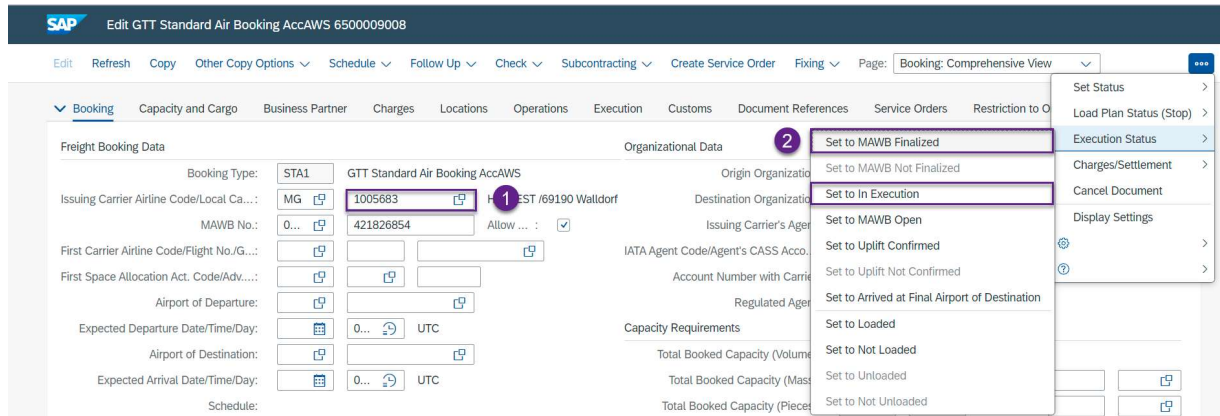 SAP Edit GTT Standard Air Booking AccAWS 6500009008
Edit Refresh Copy Other Copy Options Schedule Follow Up Check Subcontracting Create Service Order Fixing Page: Booking: Comprehensive View
Booking Capacity and Cargo Business Partner Charges Locations Operations Execution Customs Document References Service Orders Restriction to O
Freight Booking Data
Booking Type: STA1 GTT Standard Air Booking AccAWS
Issuing Carrier Airline Code/Local Ca... : MG 1005683 1 EST /69190 Walldorf
MAWB No.: 0... 421826854 Allow ... :
First Carrier Airline Code/Flight No./G...:
First Space Allocation Act. Code/Adv....:
Airport of Departure:
Expected Departure Date/Time/Day: 0... UTC
Airport of Destination:
Expected Arrival Date/Time/Day: 0... UTC
Schedule:
Organizational Data
Origin Organizatio
Destination Organizatio
Issuing Carrier's Agen
IATA Agent Code/Agent's CASS Acco.
Account Number with Carrie
Regulated Agen
Capacity Requirements
Total Booked Capacity (Volume
Total Booked Capacity (Mass
Total Booked Capacity (Pieces
2
Set to MAWB Finalized
Set to MAWB Not Finalized
Set to In Execution
Set to MAWB Open
Set to Uplift Confirmed
Set to Uplift Not Confirmed
Set to Arrived at Final Airport of Destination
Set to Loaded
Set to Not Loaded
Set to Unloaded
Set to Not Unloaded
Set Status
Load Plan Status (Stop)
Execution Status
Charges/Settlement
Cancel Document
Display Settings